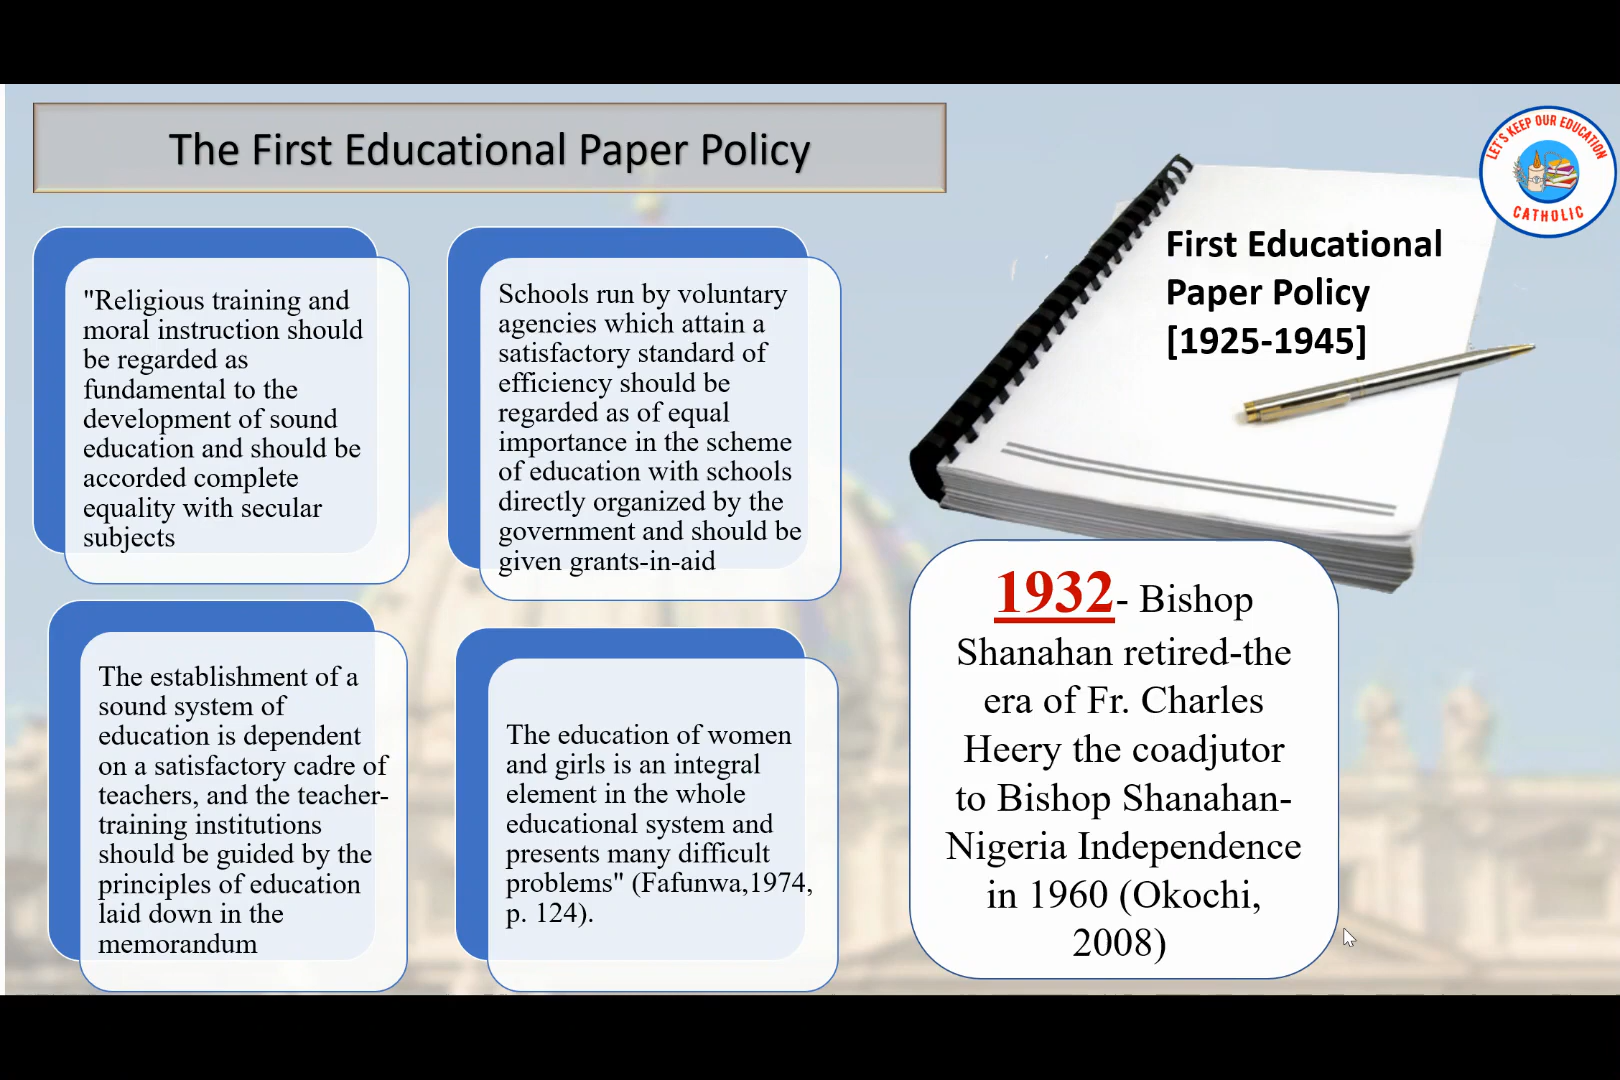 The First Educational Paper Policy
LET'S KEEP OUR EDUCATION
CATHOLIC
First Educational
Paper Policy
[1925-1945]
"Religious training and
moral instruction should
be regarded as
fundamental to the
development of sound
education and should be
accorded complete
equality with secular
subjects
Schools run by voluntary
agencies which attain a
satisfactory standard of
efficiency should be
regarded as of equal
importance in the scheme
of education with schools
directly organized by the
government and should be
given grants-in-aid
The establishment of a
sound system of
education is dependent
on a satisfactory cadre of
teachers, and the teacher-
training institutions
should be guided by the
principles of education
laid down in the
memorandum
The education of women
and girls is an integral
element in the whole
educational system and
presents many difficult
problems" (Fafunwa,1974,
p. 124).
1932- Bishop
Shanahan retired-the
era of Fr. Charles
Heery the coadjutor
to Bishop Shanahan-
Nigeria Independence
in 1960 (Okochi,
2008)